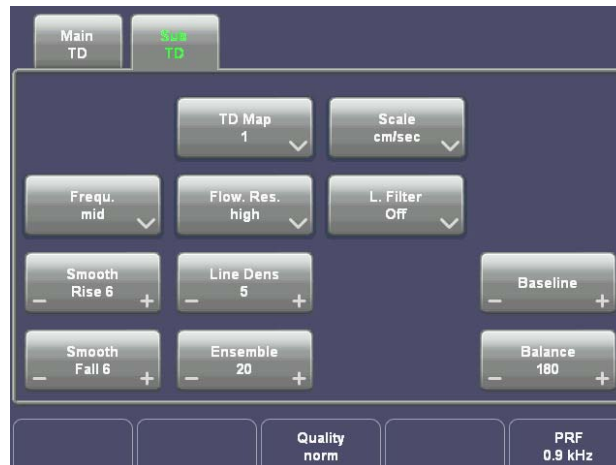 Main
TD
Sub
TD
TD Map
1
Scale
cm/sec
Frequ.
mid
Flow. Res.
high
L. Filter
Off
Smooth
Rise 6
− +
Line Dens
5
− +
Baseline
− +
Smooth
Fall 6
− +
Ensemble
20
− +
Balance
180
− +
Quality
norm
PRF
0.9 kHz